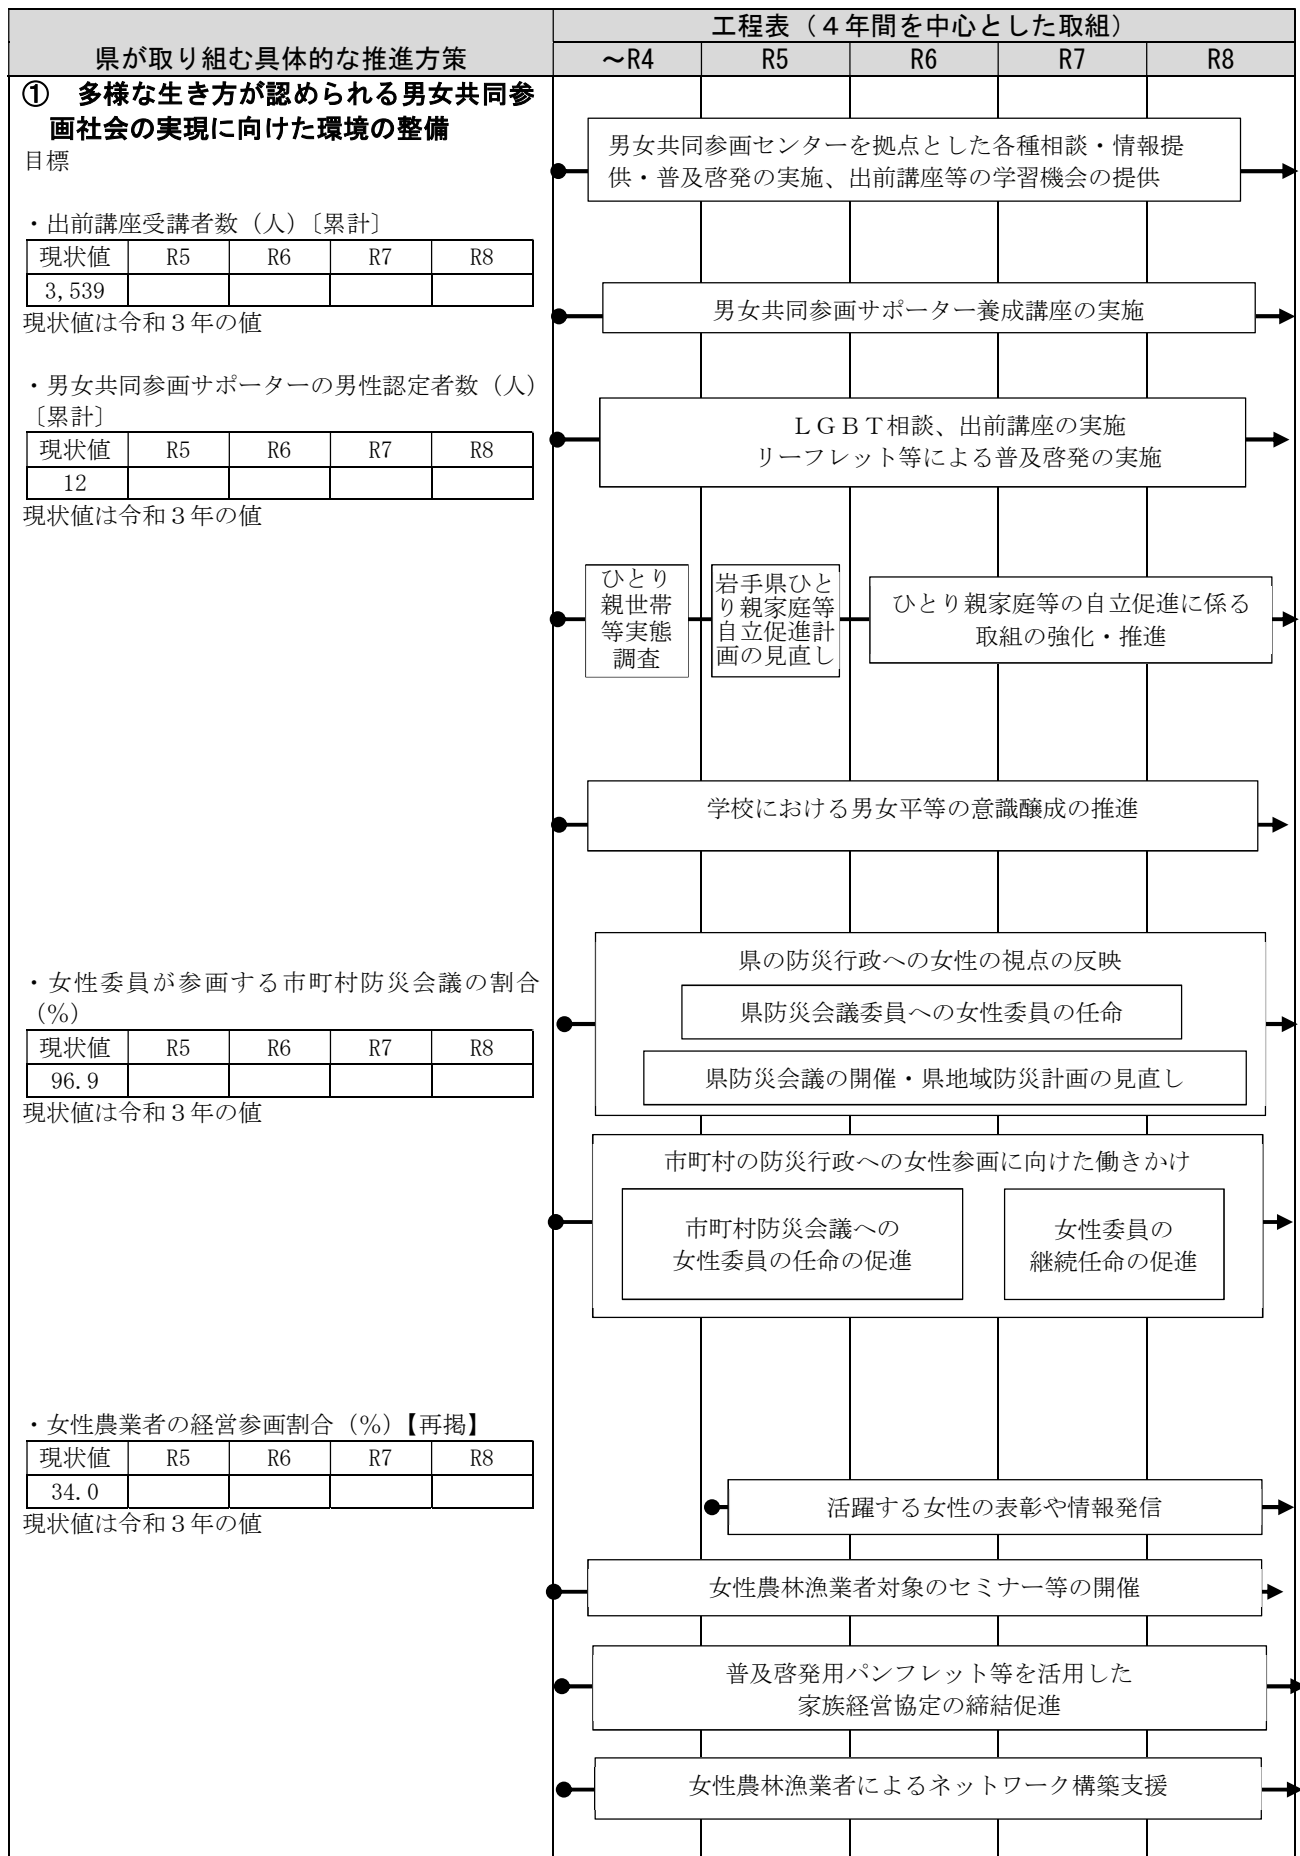 県が取り組む具体的な推進方策
工程表（４年間を中心とした取組）
～R4 R5 R6 R7 R8
①　多様な生き方が認められる男女共同参
画社会の実現に向けた環境の整備
目標
・出前講座受講者数（人）〔累計〕
現状値 R5 R6 R7 R8
3,539
現状値は令和３年の値
・男女共同参画サポーターの男性認定者数（人）
〔累計〕
現状値 R5 R6 R7 R8
12
現状値は令和３年の値
・女性委員が参画する市町村防災会議の割合
（%）
現状値 R5 R6 R7 R8
96.9
現状値は令和３年の値
・女性農業者の経営参画割合（%）【再掲】
現状値 R5 R6 R7 R8
34.0
現状値は令和３年の値
男女共同参画センターを拠点とした各種相談・情報提
供・普及啓発の実施、出前講座等の学習機会の提供
男女共同参画サポーター養成講座の実施
ＬＧＢＴ相談、出前講座の実施
リーフレット等による普及啓発の実施
ひとり
親世帯
等実態
調査
岩手県ひと
り親家庭等
自立促進計
画の見直し
ひとり親家庭等の自立促進に係る
取組の強化・推進
学校における男女平等の意識醸成の推進
県の防災行政への女性の視点の反映
県防災会議委員への女性委員の任命
県防災会議の開催・県地域防災計画の見直し
市町村の防災行政への女性参画に向けた働きかけ
市町村防災会議への
女性委員の任命の促進
女性委員の
継続任命の促進
活躍する女性の表彰や情報発信
女性農林漁業者対象のセミナー等の開催
普及啓発用パンフレット等を活用した
家族経営協定の締結促進
女性農林漁業者によるネットワーク構築支援